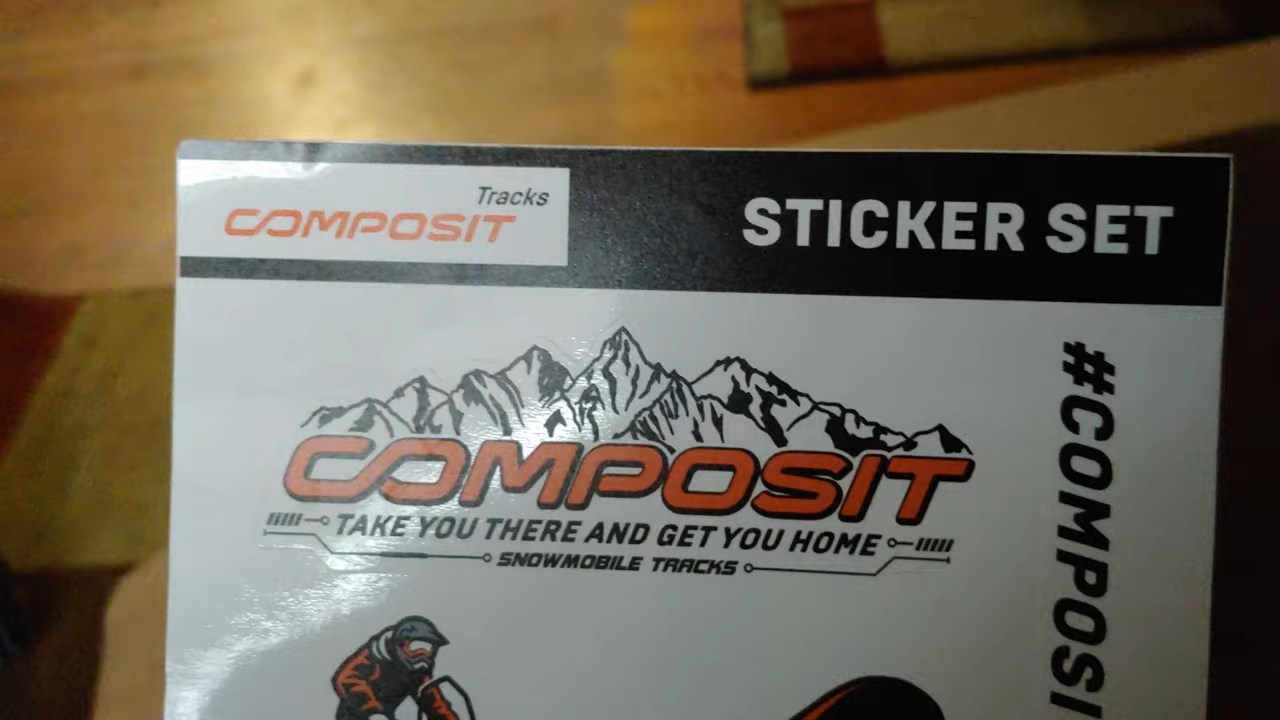 Tracks
COMPOSIT
STICKER SET
COMPOSIT
TAKE YOU THERE AND GET YOU HOME
SNOWMOBILE TRACKS
#COMPOSI